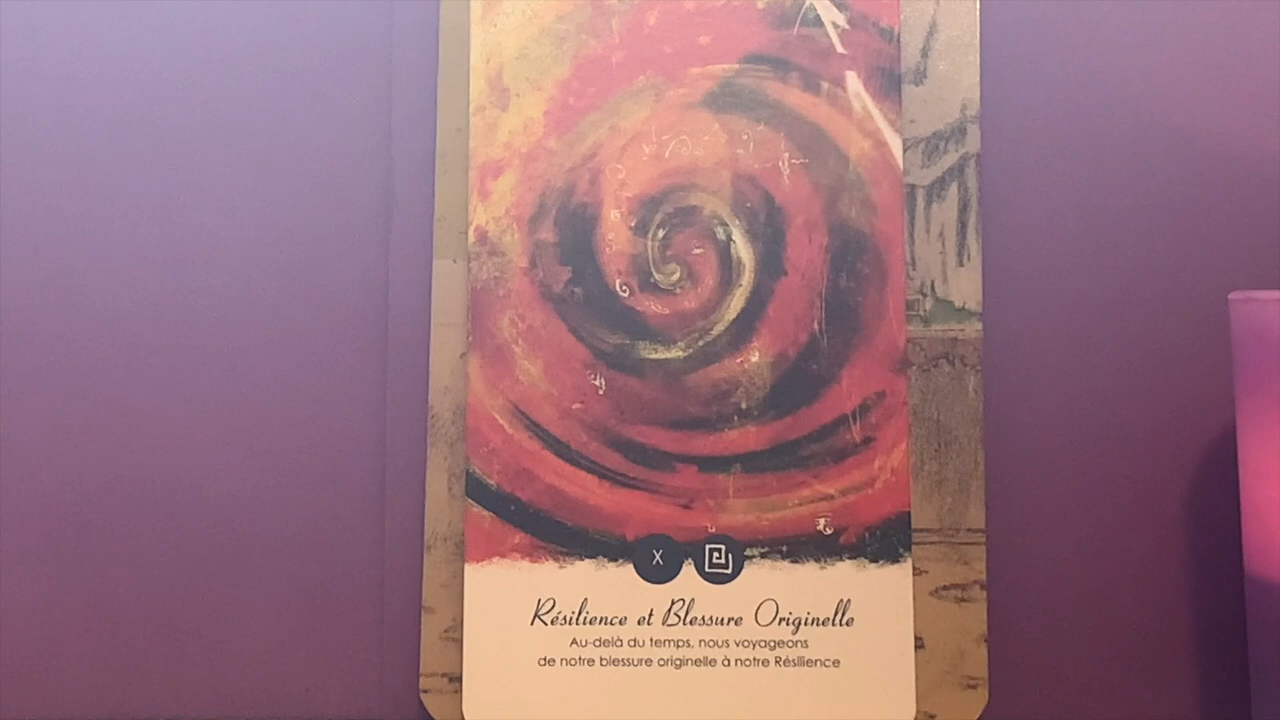 X
Résilience et Blessure Originelle
Au-delà du temps, nous voyageons
de notre blessure originelle à notre Résilience